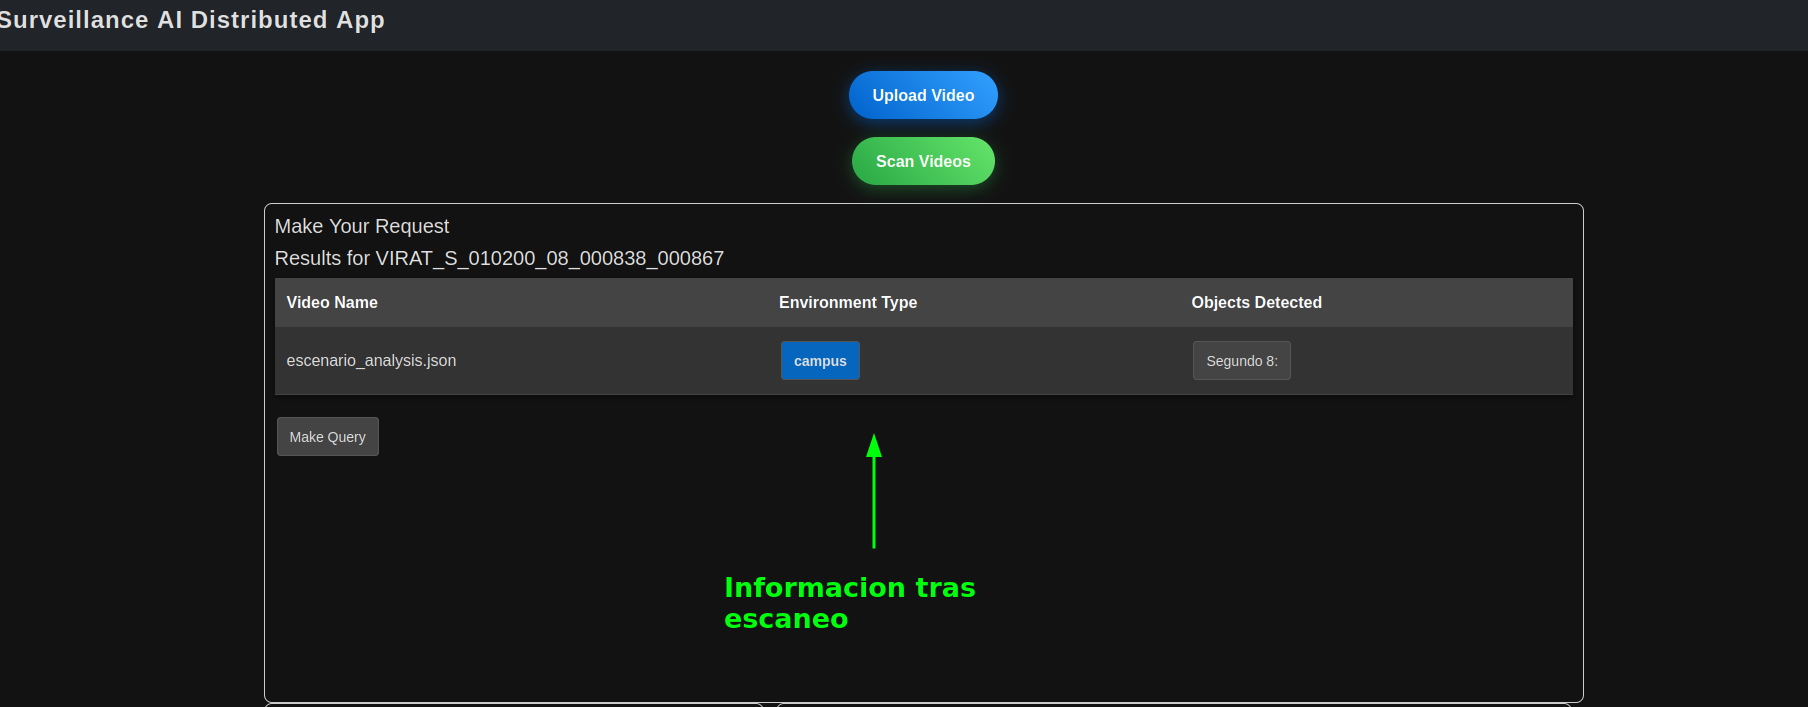 Surveillance AI Distributed App
Upload Video
Scan Videos
Make Your Request
Results for VIRAT_S_010200_08_000838_000867
Video Name Environment Type Objects Detected
escenario_analysis.json campus Segundo 8:
Make Query
Informacion tras
escaneo